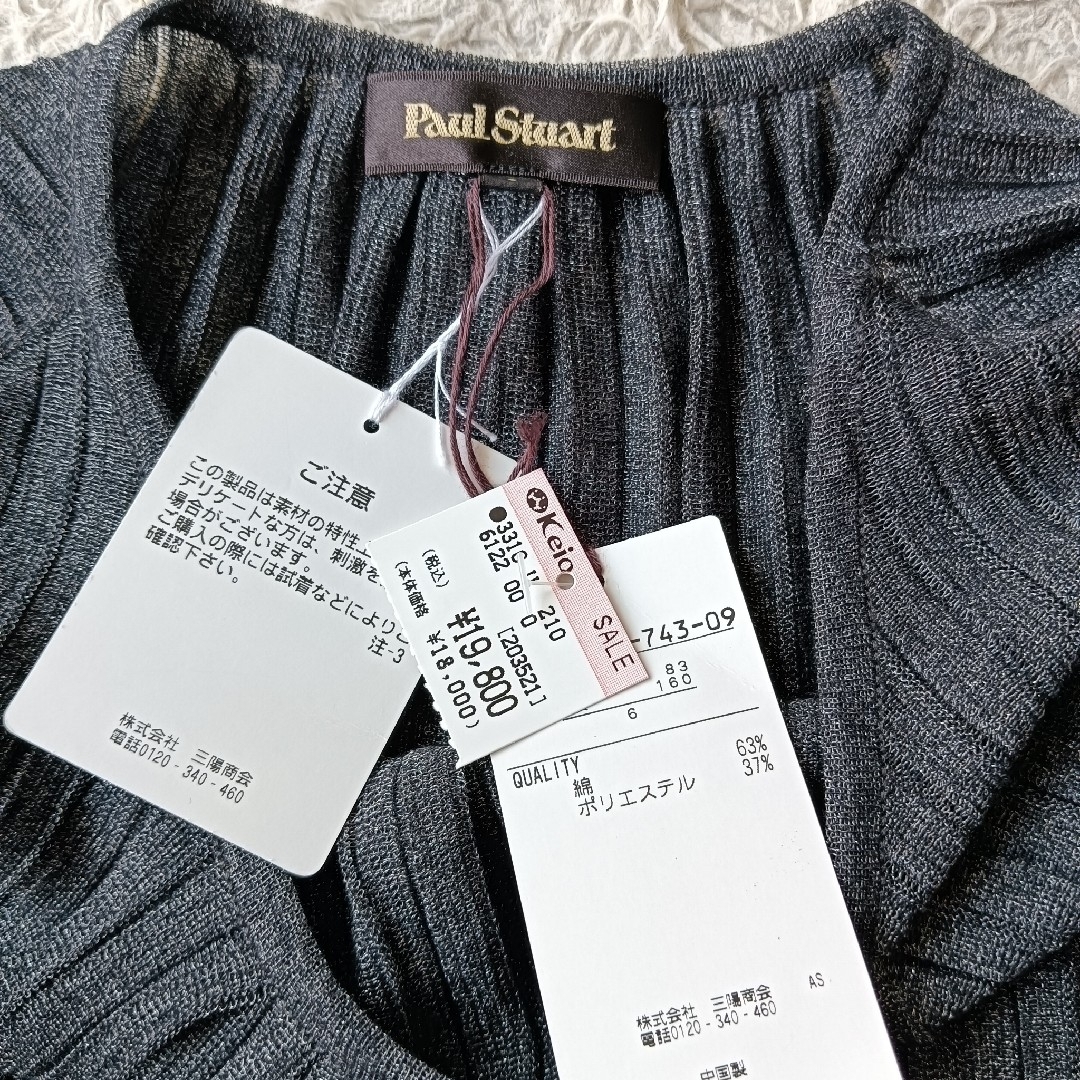 Paul Stuart
ご注意
この製品は素材の特性
デリケートな方は、刺激を
場合がございます。
ご購入の際には試着などにより
確認下さい。
注-3
株式会社 三陽商会
電話0120-340-460
Keio
SALE
331C 210
6122 00 0
[203521]
(税込) ¥19,800
(本体価格 ¥18,000)
-743-09
83
160
6
QUALITY
綿 63%
ポリエステル 37%
AS
株式会社 三陽商会
電話0120-340-460
中国製